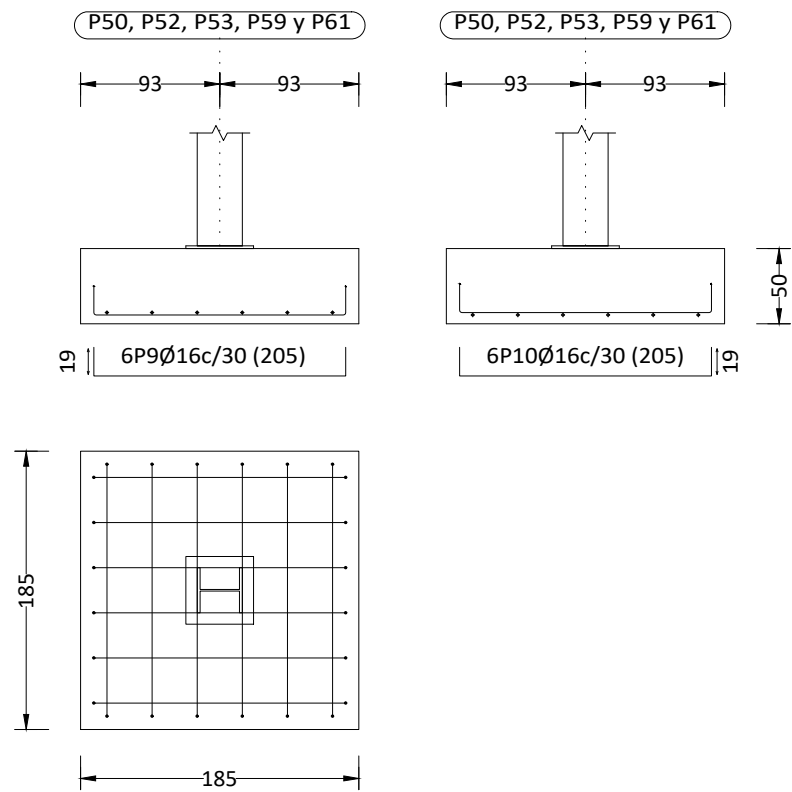 P50, P52, P53, P59 y P61
P50, P52, P53, P59 y P61
93
93
93
93
50
19
6P9Ø16c/30 (205)
6P10Ø16c/30 (205)
19
185
185